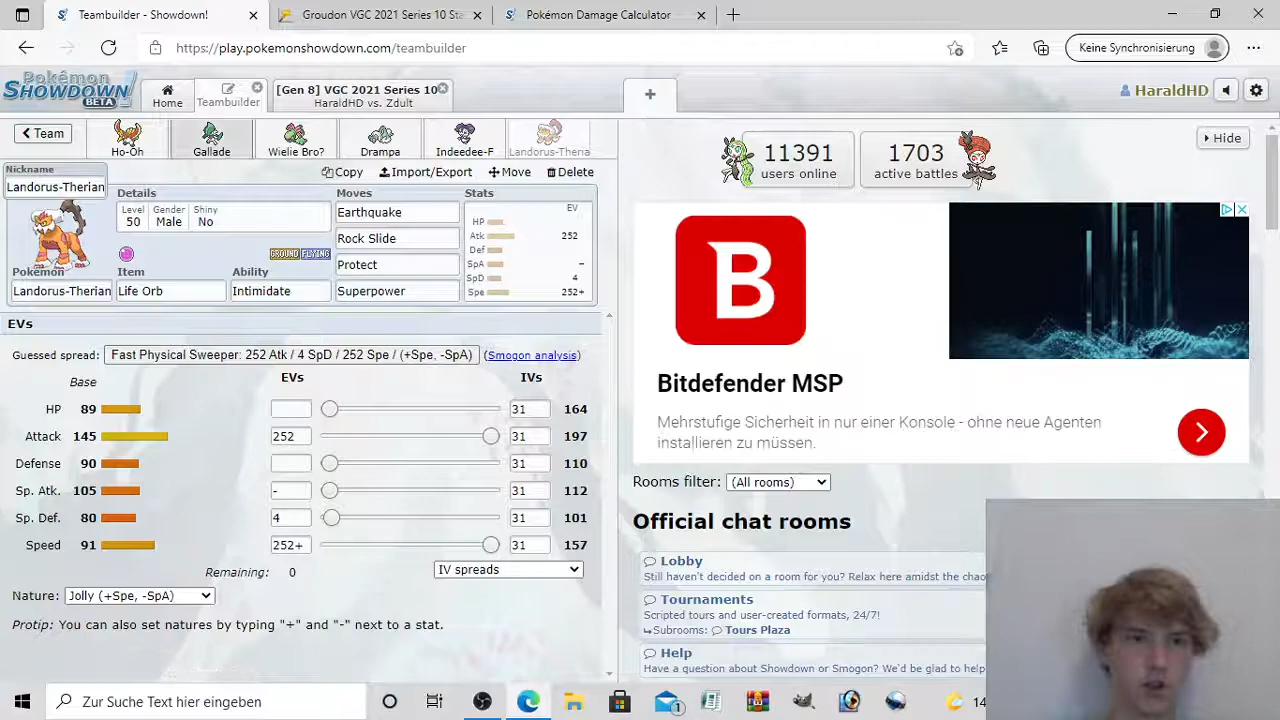 Teambuilder - Showdown!
Groudon VGC 2021 Series 10 Sta
Pokémon Damage Calculator
https://play.pokemonshowdown.com/teambuilder
Keine Synchronisierung
Pokémon
SHOWDOWN!
BETA
Home
Teambuilder
[Gen 8] VGC 2021 Series 10
HaraldHD vs. Zdult
HaraldHD
Team
Ho-Oh
Gallade
Wielie Bro?
Drampa
Indeedee-F
Landorus-Theria
11391
users online
1703
active battles
Hide
Nickname
Landorus-Therian
Copy
Import/Export
Move
Delete
Details
Level
50
Gender
Male
Shiny
No
GROUND
FLYING
Pokémon
Landorus-Therian
Item
Life Orb
Ability
Intimidate
Moves
Earthquake
Rock Slide
Protect
Superpower
Stats
EV
HP
Atk 252
Def
SpA –
SpD 4
Spe 252+
EVs
Guessed spread: Fast Physical Sweeper: 252 Atk / 4 SpD / 252 Spe / (+Spe, -SpA) (Smogon analysis)
Base EVs IVs
HP 89 31 164
Attack 145 252 31 197
Defense 90 31 110
Sp. Atk. 105 - 31 112
Sp. Def. 80 4 31 101
Speed 91 252+ 31 157
Remaining: 0
IV spreads
Nature: Jolly (+Spe, -SpA)
Protip: You can also set natures by typing "+" and "-" next to a stat.
B
Bitdefender MSP
Mehrstufige Sicherheit in nur einer Konsole - ohne neue Agenten
installieren zu müssen.
Rooms filter: (All rooms)
Official chat rooms
Lobby
Still haven't decided on a room for you? Relax here amidst the chao
Tournaments
Scripted tours and user-created formats, 24/7!
Subrooms: Tours Plaza
Help
Have a question about Showdown or Smogon? We'd be glad to help
Zur Suche Text hier eingeben
1
14